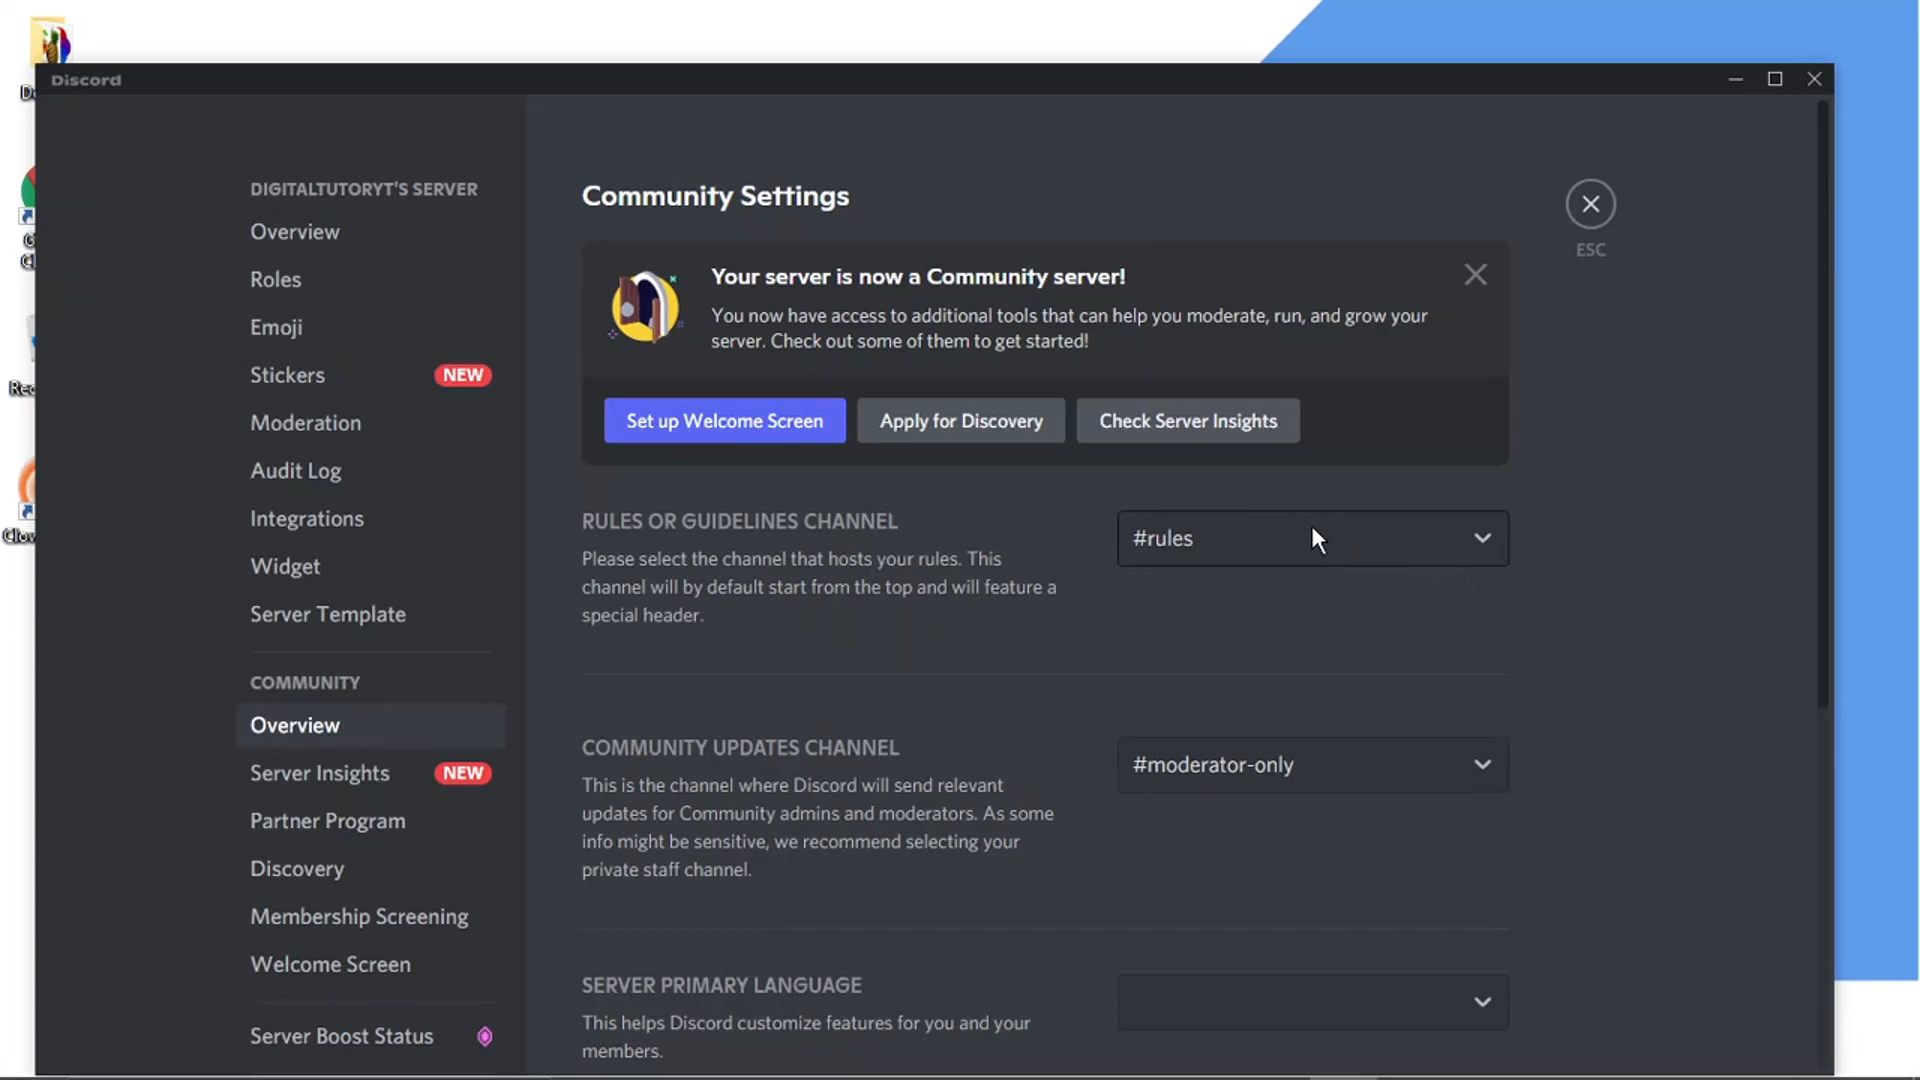 Discord
DIGITALTUTORYT'S SERVER
Overview
Roles
Emoji
Stickers NEW
Moderation
Audit Log
Integrations
Widget
Server Template
COMMUNITY
Overview
Server Insights NEW
Partner Program
Discovery
Membership Screening
Welcome Screen
Server Boost Status
Community Settings
ESC
Your server is now a Community server!
You now have access to additional tools that can help you moderate, run, and grow your
server. Check out some of them to get started!
Set up Welcome Screen Apply for Discovery Check Server Insights
RULES OR GUIDELINES CHANNEL
Please select the channel that hosts your rules. This
channel will by default start from the top and will feature a
special header.
#rules
COMMUNITY UPDATES CHANNEL
This is the channel where Discord will send relevant
updates for Community admins and moderators. As some
info might be sensitive, we recommend selecting your
private staff channel.
#moderator-only
SERVER PRIMARY LANGUAGE
This helps Discord customize features for you and your
members.